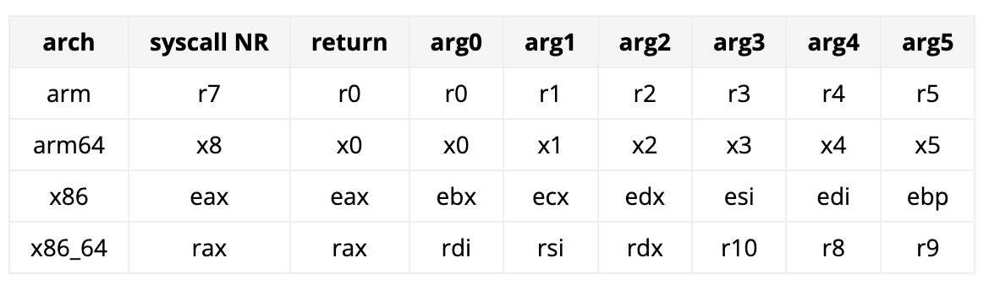 arch syscall NR return arg0 arg1 arg2 arg3 arg4 arg5
arm r7 r0 r0 r1 r2 r3 r4 r5
arm64 x8 x0 x0 x1 x2 x3 x4 x5
x86 eax eax ebx ecx edx esi edi ebp
x86_64 rax rax rdi rsi rdx r10 r8 r9